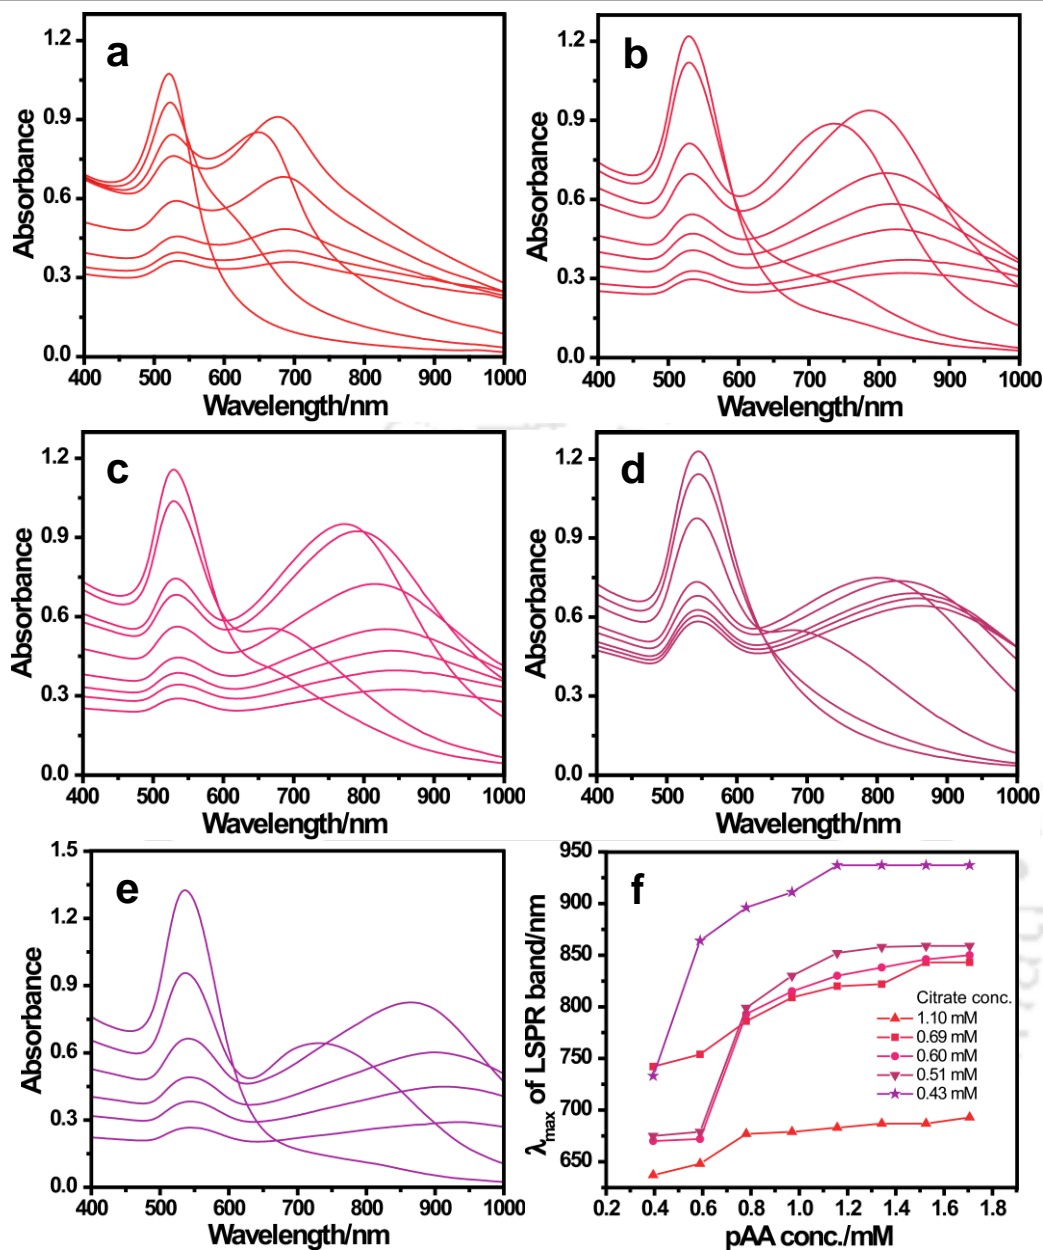 a
b
1.2
0.9
0.6
0.3
0.0
Absorbance
400 500 600 700 800 900 1000
Wavelength/nm
1.2
0.9
0.6
0.3
0.0
Absorbance
400 500 600 700 800 900 1000
Wavelength/nm
c
d
1.2
0.9
0.6
0.3
0.0
Absorbance
400 500 600 700 800 900 1000
Wavelength/nm
1.2
0.9
0.6
0.3
0.0
Absorbance
400 500 600 700 800 900 1000
Wavelength/nm
e
f
1.5
1.2
0.9
0.6
0.3
0.0
Absorbance
400 500 600 700 800 900 1000
Wavelength/nm
950
900
850
800
750
700
650
λmax of LSPR band/nm
Citrate conc.
1.10 mM
0.69 mM
0.60 mM
0.51 mM
0.43 mM
0.2 0.4 0.6 0.8 1.0 1.2 1.4 1.6 1.8
pAA conc./mM